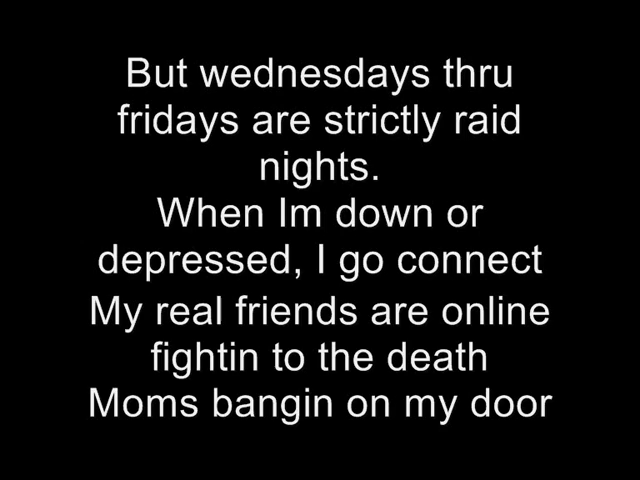 But wednesdays thru
fridays are strictly raid
nights.
When Im down or
depressed, I go connect
My real friends are online
fightin to the death
Moms bangin on my door